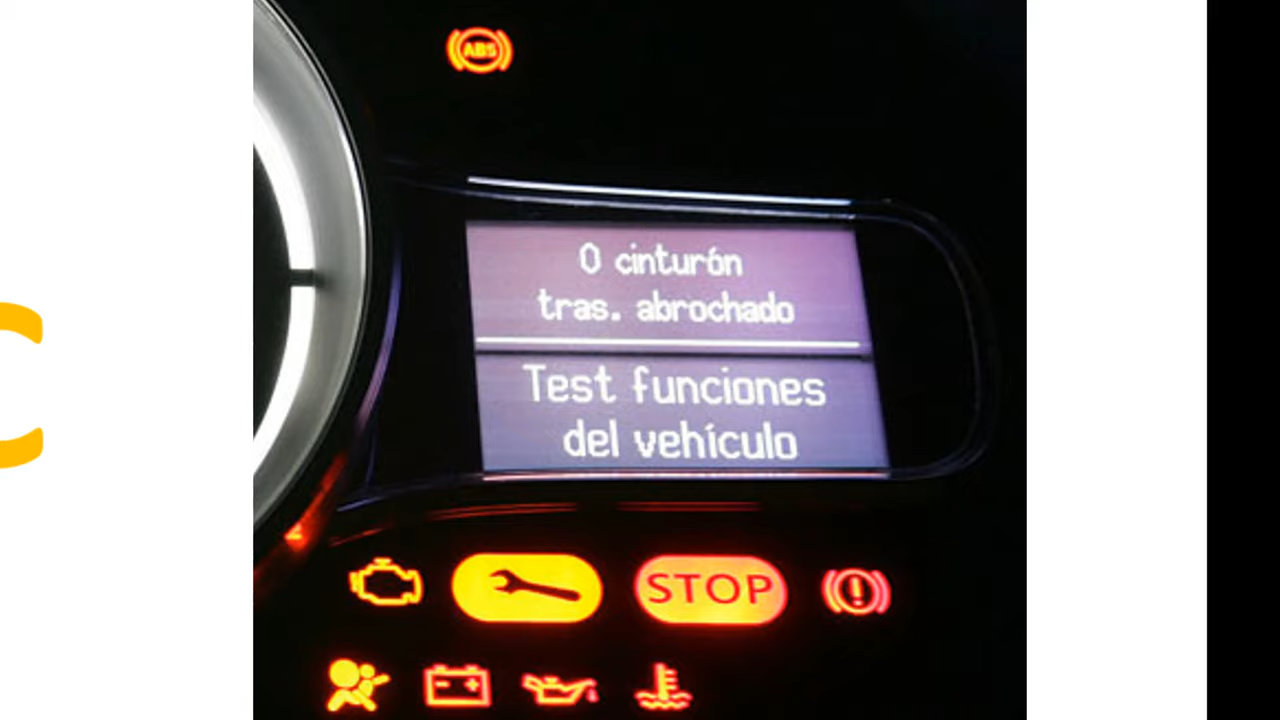 ABS
0 cinturón
tras. abrochado
Test funciones
del vehículo
STOP